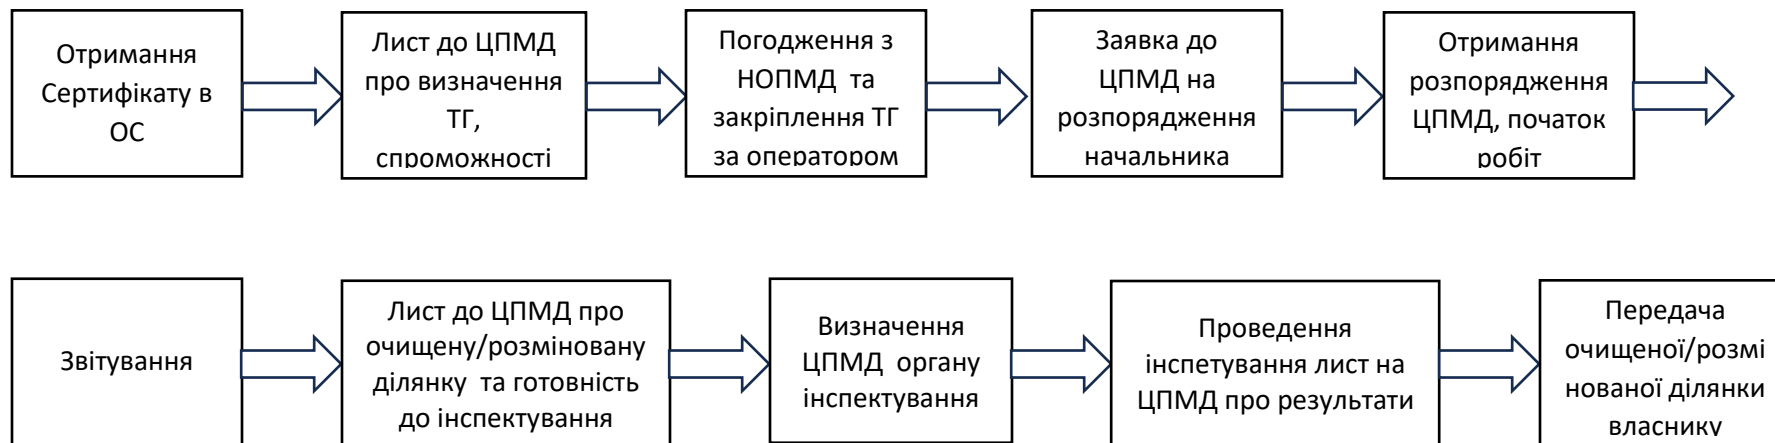 Отримання
Сертифікату в
ОС
Лист до ЦПМД
про визначення
ТГ,
спроможності
Погодження з
НОПМД та
закріплення ТГ
за оператором
Заявка до
ЦПМД на
розпорядження
начальника
Отримання
розпорядження
ЦПМД, початок
робіт
Звітування
Лист до ЦПМД про
очищену/розміновану
ділянку та готовність
до інспектування
Визначення
ЦПМД органу
інспектування
Проведення
інспетування лист на
ЦПМД про результати
Передача
очищеної/розмі
нованої ділянки
власнику